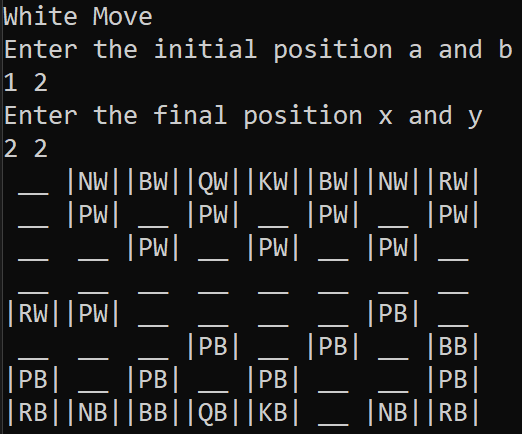 White Move
Enter the initial position a and b
1 2
Enter the final position x and y
2 2
 __ |NW||BW||QW||KW||BW||NW||RW|
 __ |PW| __ |PW| __ |PW| __ |PW|
 __  __ |PW| __ |PW| __ |PW| __
 __  __  __  __  __  __  __  __
|RW||PW| __  __  __  __ |PB| __
 __  __  __ |PB| __ |PB| __ |BB|
|PB| __ |PB| __ |PB| __  __ |PB|
|RB||NB||BB||QB||KB| __ |NB||RB|